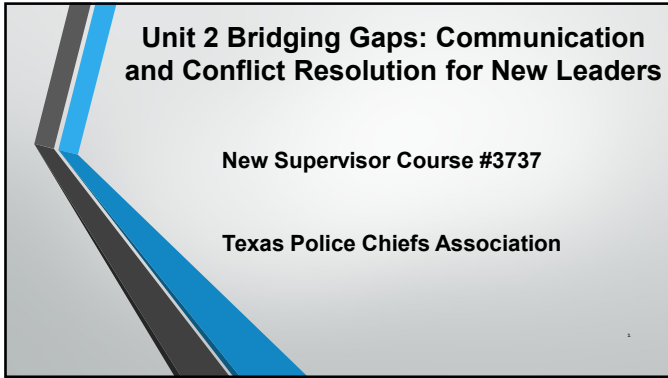 Unit 2 Bridging Gaps: Communication
and Conflict Resolution for New Leaders
New Supervisor Course #3737
Texas Police Chiefs Association